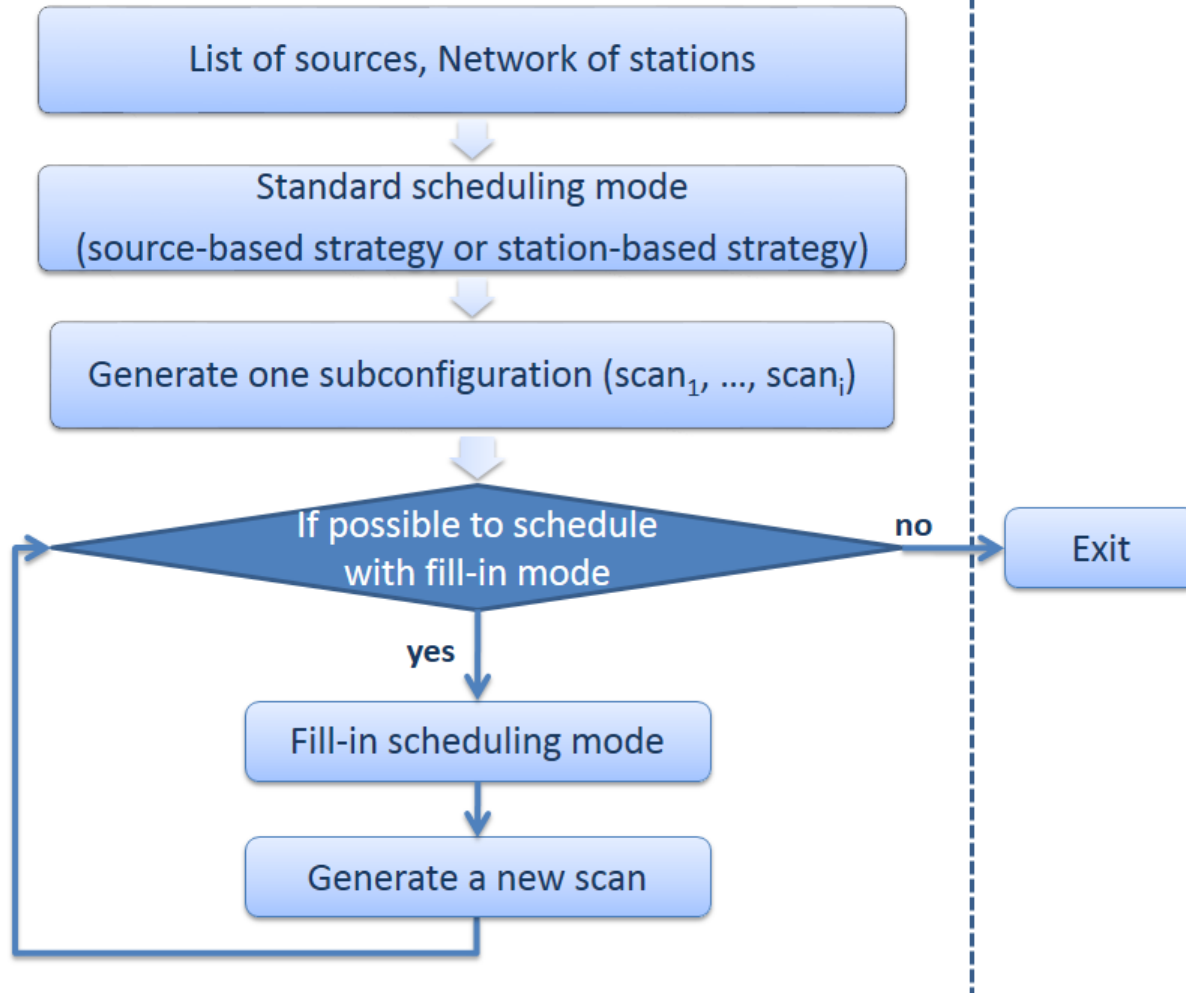 List of sources, Network of stations
Standard scheduling mode
(source-based strategy or station-based strategy)
Generate one subconfiguration (scan₁, ..., scanᵢ)
If possible to schedule
with fill-in mode
no
Exit
yes
Fill-in scheduling mode
Generate a new scan